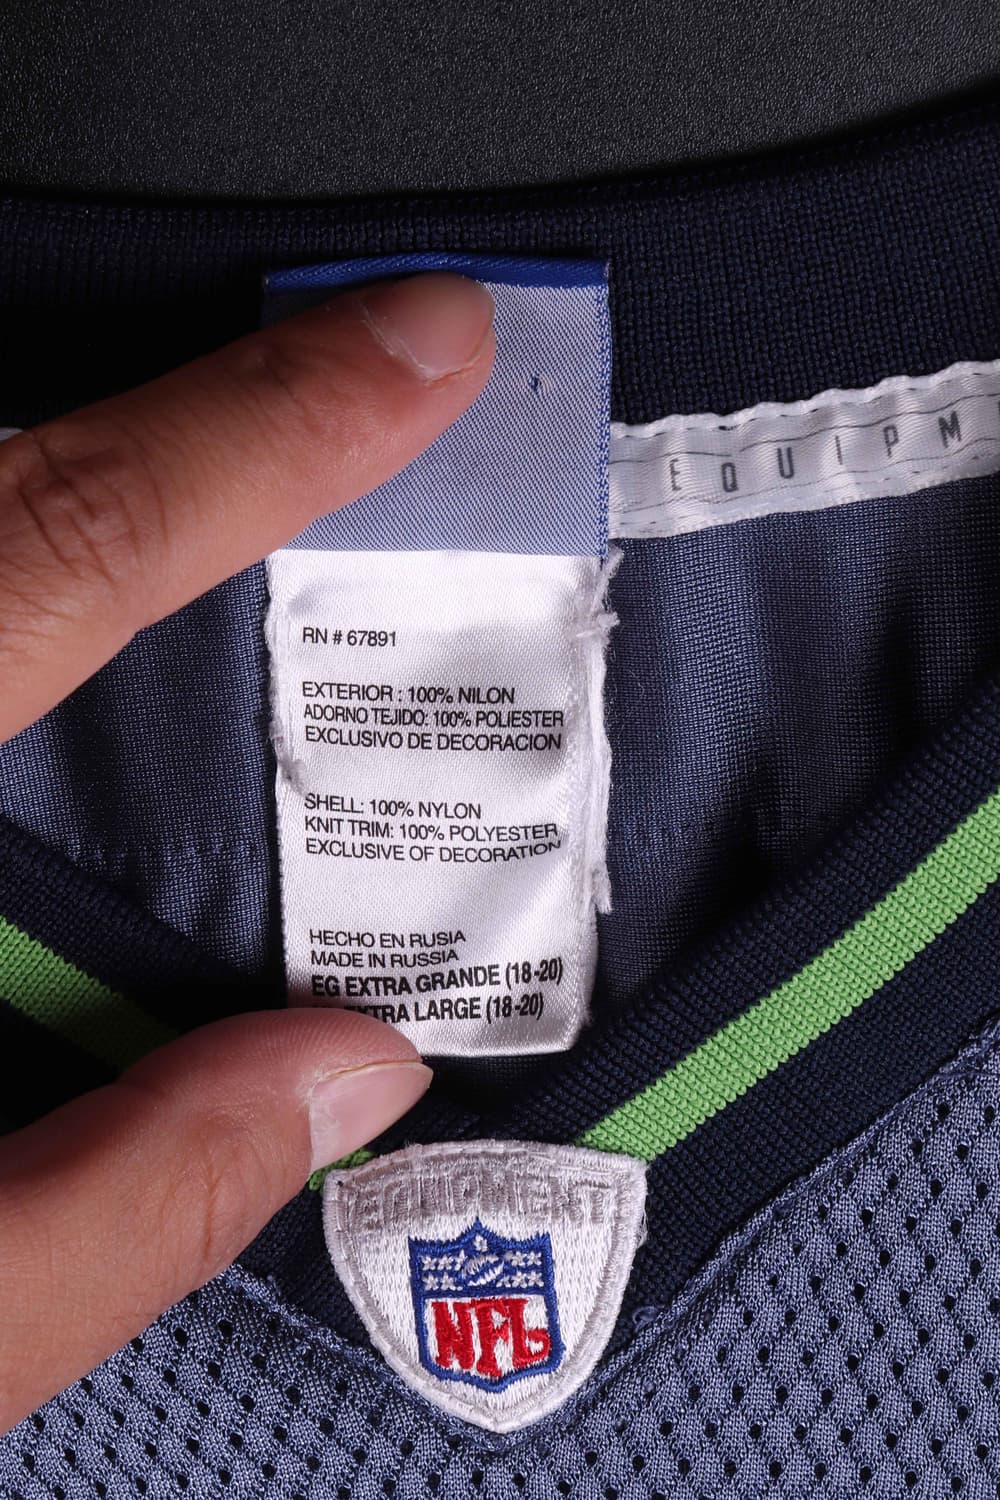 EQUIPM
RN # 67891
EXTERIOR : 100% NILON
ADORNO TEJIDO: 100% POLIESTER
EXCLUSIVO DE DECORACION
SHELL: 100% NYLON
KNIT TRIM: 100% POLYESTER
EXCLUSIVE OF DECORATION
HECHO EN RUSIA
MADE IN RUSSIA
EG EXTRA GRANDE (18-20)
XTRA LARGE (18-20)
EQUIPMENT
NFL